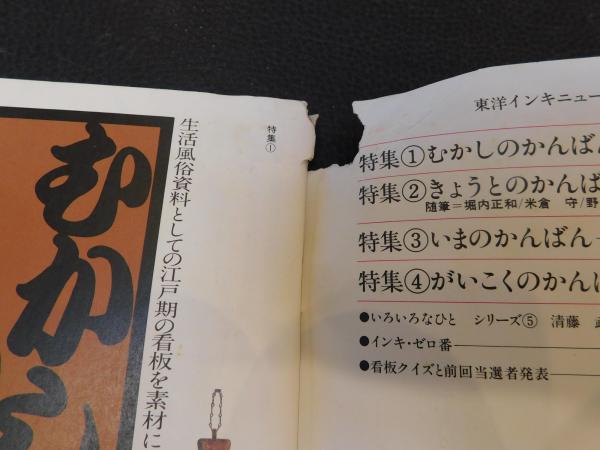 東洋インキニュー
特集①むかしのかんばん
特集②きょうとのかんば
随筆=堀内正和/米倉 守/野
特集③いまのかんばん
特集④がいこくのかんば
●いろいろなひと シリーズ⑤ 清藤 武
●インキ・ゼロ番
●看板クイズと前回当選者発表
特集①
生活風俗資料としての江戸期の看板を素材に
むかし